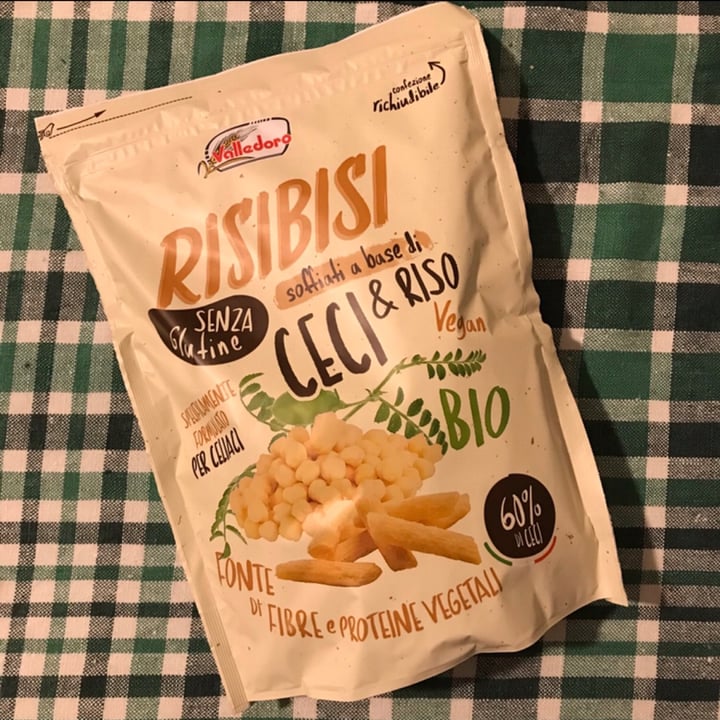 confezione
richiudibile
Valledoro
RISIBISI
soffiati a base di
CECI & RISO
SENZA
Glutine
Vegan
SPECIALMENTE
FORMULATO
PER CELIACI
BIO
60%
DI CECI
FONTE
DI FIBRE e PROTEINE VEGETALI